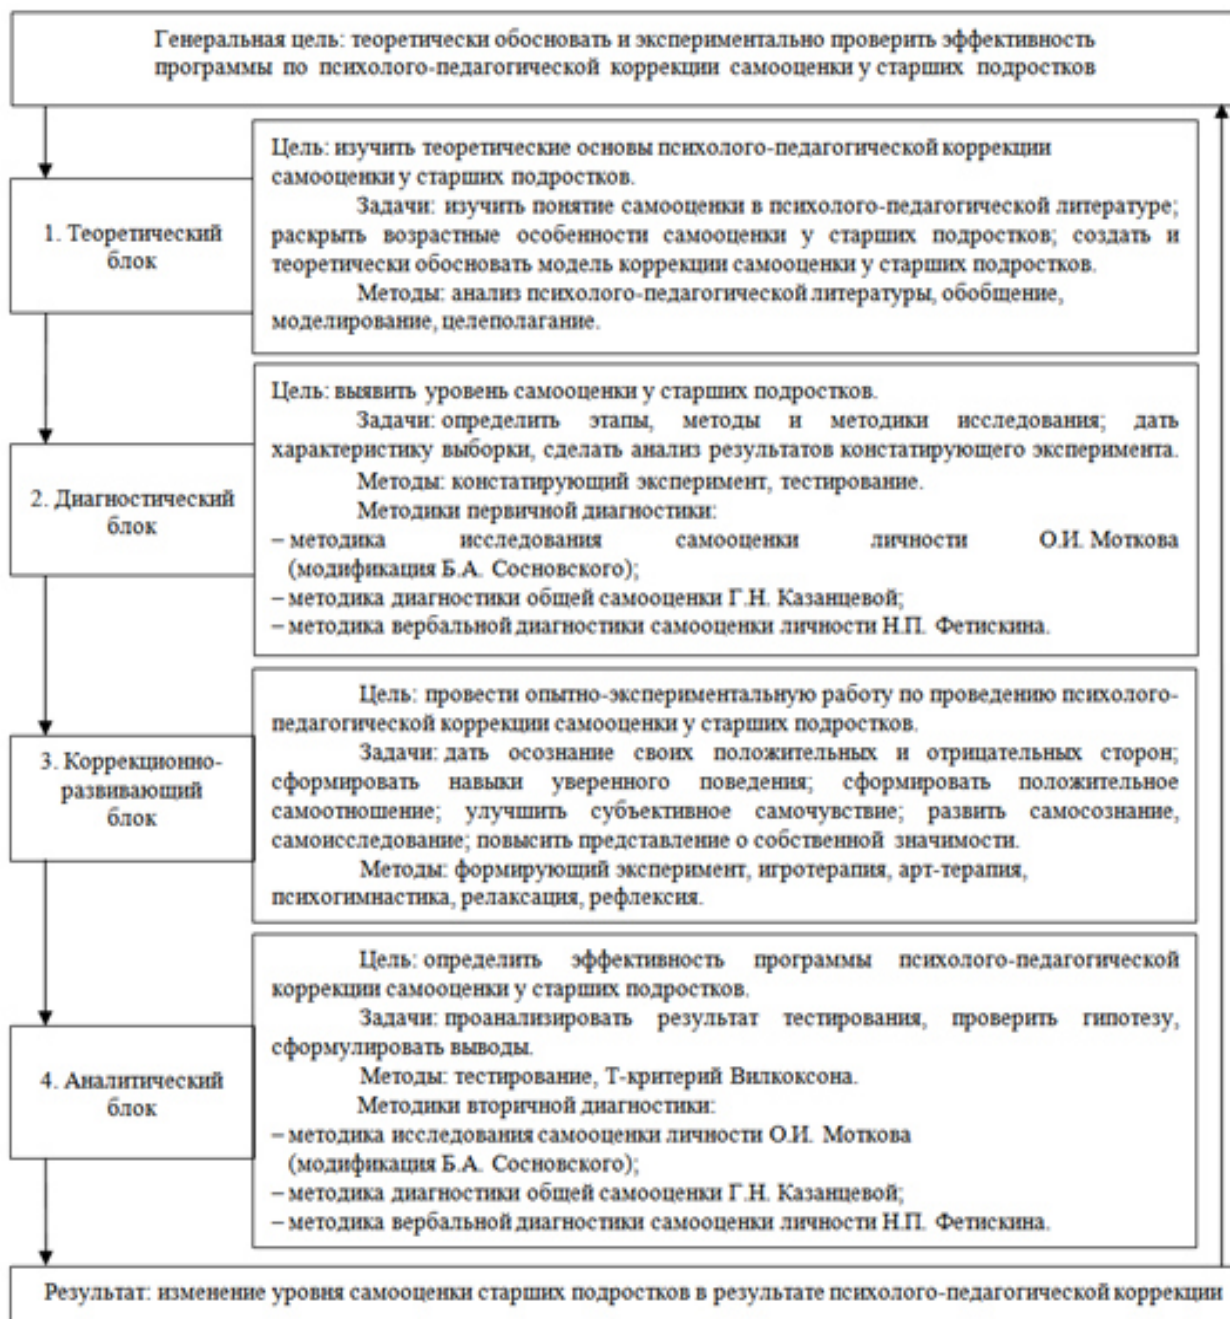 Генеральная цель: теоретически обосновать и экспериментально проверить эффективность
программы по психолого-педагогической коррекции самооценки у старших подростков
1. Теоретический
блок
Цель: изучить теоретические основы психолого-педагогической коррекции
самооценки у старших подростков.
Задачи: изучить понятие самооценки в психолого-педагогической литературе;
раскрыть возрастные особенности самооценки у старших подростков; создать и
теоретически обосновать модель коррекции самооценки у старших подростков.
Методы: анализ психолого-педагогической литературы, обобщение,
моделирование, целеполагание.
2. Диагностический
блок
Цель: выявить уровень самооценки у старших подростков.
Задачи: определить этапы, методы и методики исследования; дать
характеристику выборки, сделать анализ результатов констатирующего эксперимента.
Методы: констатирующий эксперимент, тестирование.
Методики первичной диагностики:
– методика исследования самооценки личности О.И. Моткова
(модификация Б.А. Сосновского);
– методика диагностики общей самооценки Г.Н. Казанцевой;
– методика вербальной диагностики самооценки личности Н.П. Фетискина.
3. Коррекционно-
развивающий
блок
Цель: провести опытно-экспериментальную работу по проведению психолого-
педагогической коррекции самооценки у старших подростков.
Задачи: дать осознание своих положительных и отрицательных сторон;
сформировать навыки уверенного поведения; сформировать положительное
самоотношение; улучшить субъективное самочувствие; развить самосознание,
самоисследование; повысить представление о собственной значимости.
Методы: формирующий эксперимент, игротерапия, арт-терапия,
психогимнастика, релаксация, рефлексия.
4. Аналитический
блок
Цель: определить эффективность программы психолого-педагогической
коррекции самооценки у старших подростков.
Задачи: проанализировать результат тестирования, проверить гипотезу,
сформулировать выводы.
Методы: тестирование, Т-критерий Вилкоксона.
Методики вторичной диагностики:
– методика исследования самооценки личности О.И. Моткова
(модификация Б.А. Сосновского);
– методика диагностики общей самооценки Г.Н. Казанцевой;
– методика вербальной диагностики самооценки личности Н.П. Фетискина.
Результат: изменение уровня самооценки старших подростков в результате психолого-педагогической коррекции